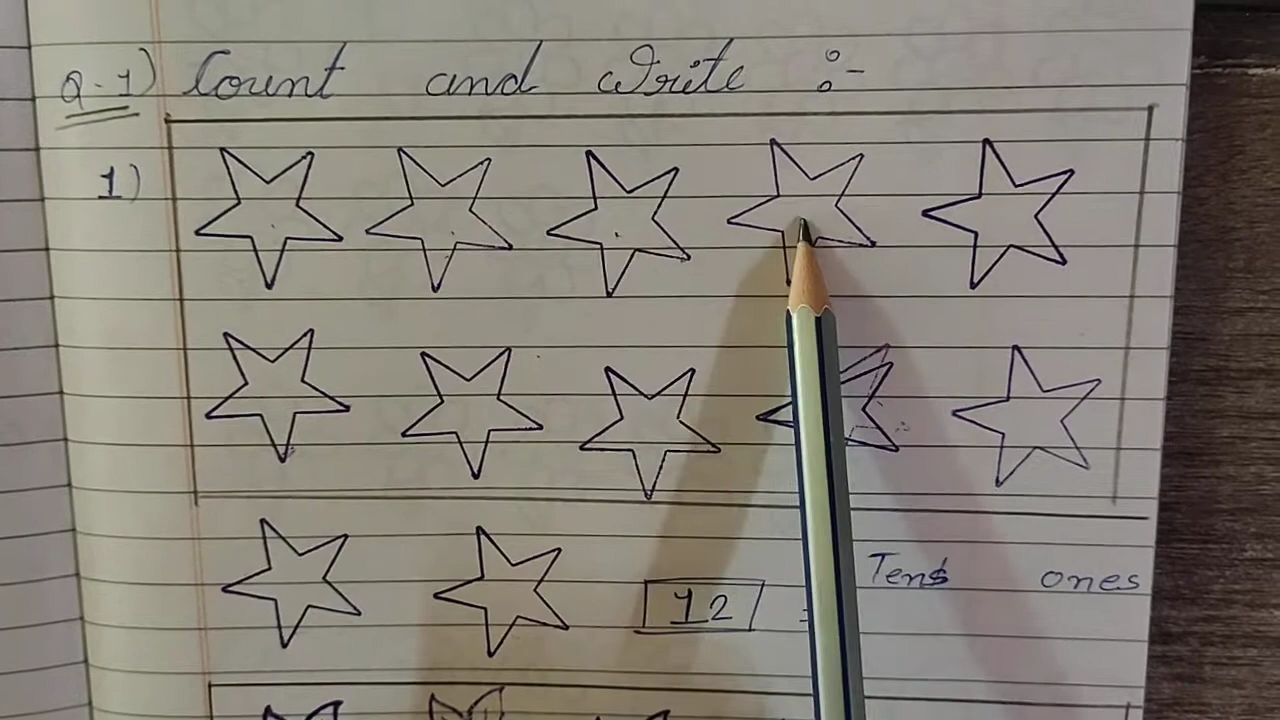 Q-1) Count and Write :-
1)
12 = Tens ones